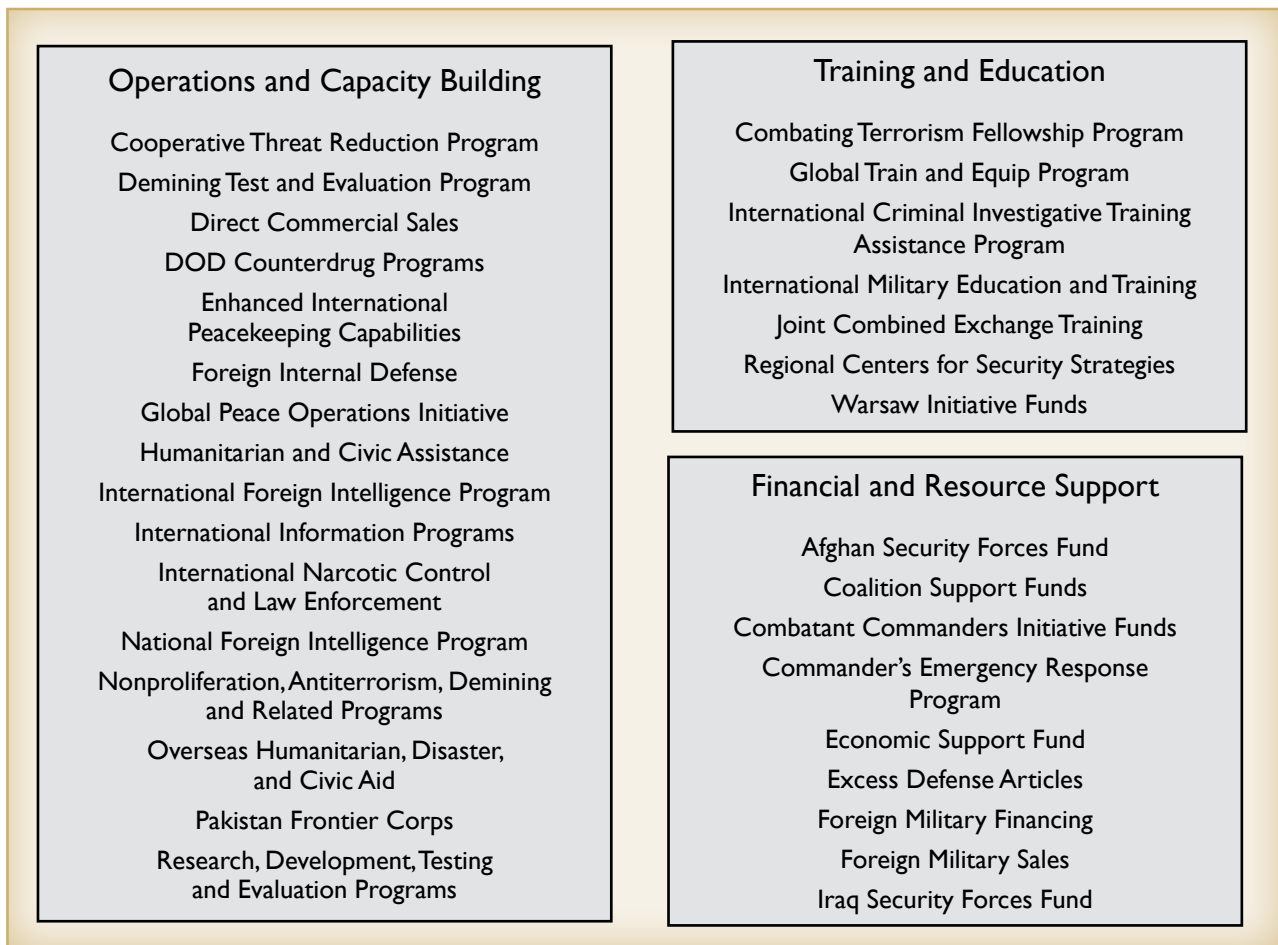 Operations and Capacity Building
Cooperative Threat Reduction Program
Demining Test and Evaluation Program
Direct Commercial Sales
DOD Counterdrug Programs
Enhanced International
Peacekeeping Capabilities
Foreign Internal Defense
Global Peace Operations Initiative
Humanitarian and Civic Assistance
International Foreign Intelligence Program
International Information Programs
International Narcotic Control
and Law Enforcement
National Foreign Intelligence Program
Nonproliferation, Antiterrorism, Demining
and Related Programs
Overseas Humanitarian, Disaster,
and Civic Aid
Pakistan Frontier Corps
Research, Development, Testing
and Evaluation Programs
Training and Education
Combating Terrorism Fellowship Program
Global Train and Equip Program
International Criminal Investigative Training
Assistance Program
International Military Education and Training
Joint Combined Exchange Training
Regional Centers for Security Strategies
Warsaw Initiative Funds
Financial and Resource Support
Afghan Security Forces Fund
Coalition Support Funds
Combatant Commanders Initiative Funds
Commander’s Emergency Response
Program
Economic Support Fund
Excess Defense Articles
Foreign Military Financing
Foreign Military Sales
Iraq Security Forces Fund